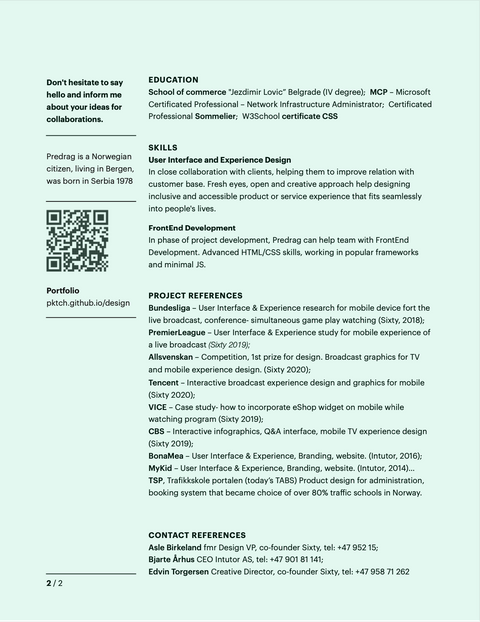 Don't hesitate to say
hello and inform me
about your ideas for
collaborations.
Predrag is a Norwegian
citizen, living in Bergen,
was born in Serbia 1978
Portfolio
pktch.github.io/design
EDUCATION
School of commerce "Jezdimir Lovic" Belgrade (IV degree); MCP – Microsoft
Certificated Professional – Network Infrastructure Administrator; Certificated
Professional Sommelier; W3School certificate CSS
SKILLS
User Interface and Experience Design
In close collaboration with clients, helping them to improve relation with
customer base. Fresh eyes, open and creative approach help designing
inclusive and accessible product or service experience that fits seamlessly
into people's lives.
FrontEnd Development
In phase of project development, Predrag can help team with FrontEnd
Development. Advanced HTML/CSS skills, working in popular frameworks
and minimal JS.
PROJECT REFERENCES
Bundesliga – User Interface & Experience research for mobile device fort the
live broadcast, conference- simultaneous game play watching (Sixty, 2018);
PremierLeague – User Interface & Experience study for mobile experience of
a live broadcast (Sixty 2019);
Allsvenskan – Competition, 1st prize for design. Broadcast graphics for TV
and mobile experience design. (Sixty 2020);
Tencent – Interactive broadcast experience design and graphics for mobile
(Sixty 2020);
VICE – Case study- how to incorporate eShop widget on mobile while
watching program (Sixty 2019);
CBS – Interactive infographics, Q&A interface, mobile TV experience design
(Sixty 2019);
BonaMea – User Interface & Experience, Branding, website. (Intutor, 2016);
MyKid – User Interface & Experience, Branding, website. (Intutor, 2014)...
TSP, Trafikkskole portalen (today's TABS) Product design for administration,
booking system that became choice of over 80% traffic schools in Norway.
CONTACT REFERENCES
Asle Birkeland fmr Design VP, co-founder Sixty, tel: +47 952 15;
Bjarte Århus CEO Intutor AS, tel: +47 901 81 141;
Edvin Torgersen Creative Director, co-founder Sixty, tel: +47 958 71 262
2 / 2